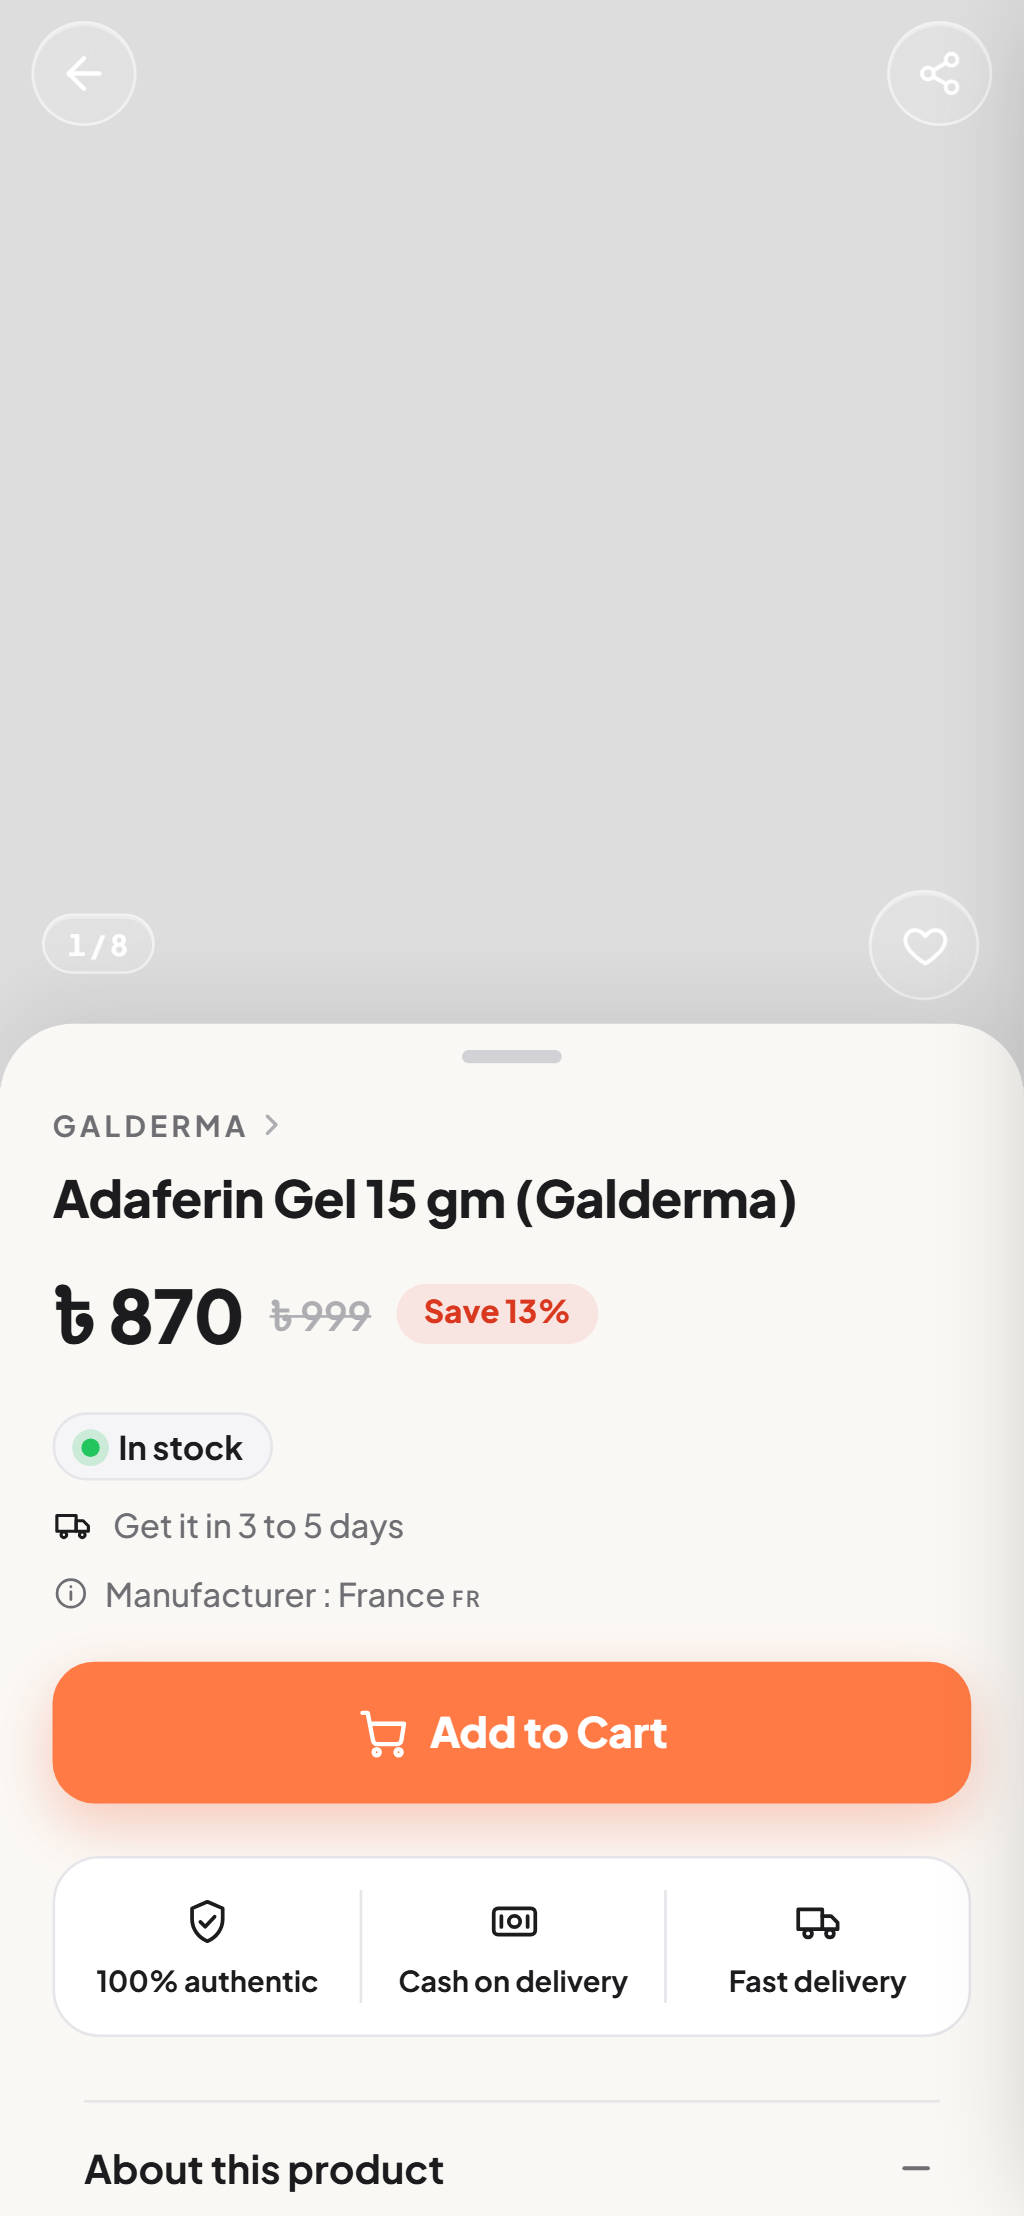 1/8
GALDERMA
Adaferin Gel 15 gm (Galderma)
৳ 870 ৳ 999 Save 13%
In stock
Get it in 3 to 5 days
Manufacturer : France FR
Add to Cart
100% authentic Cash on delivery Fast delivery
About this product